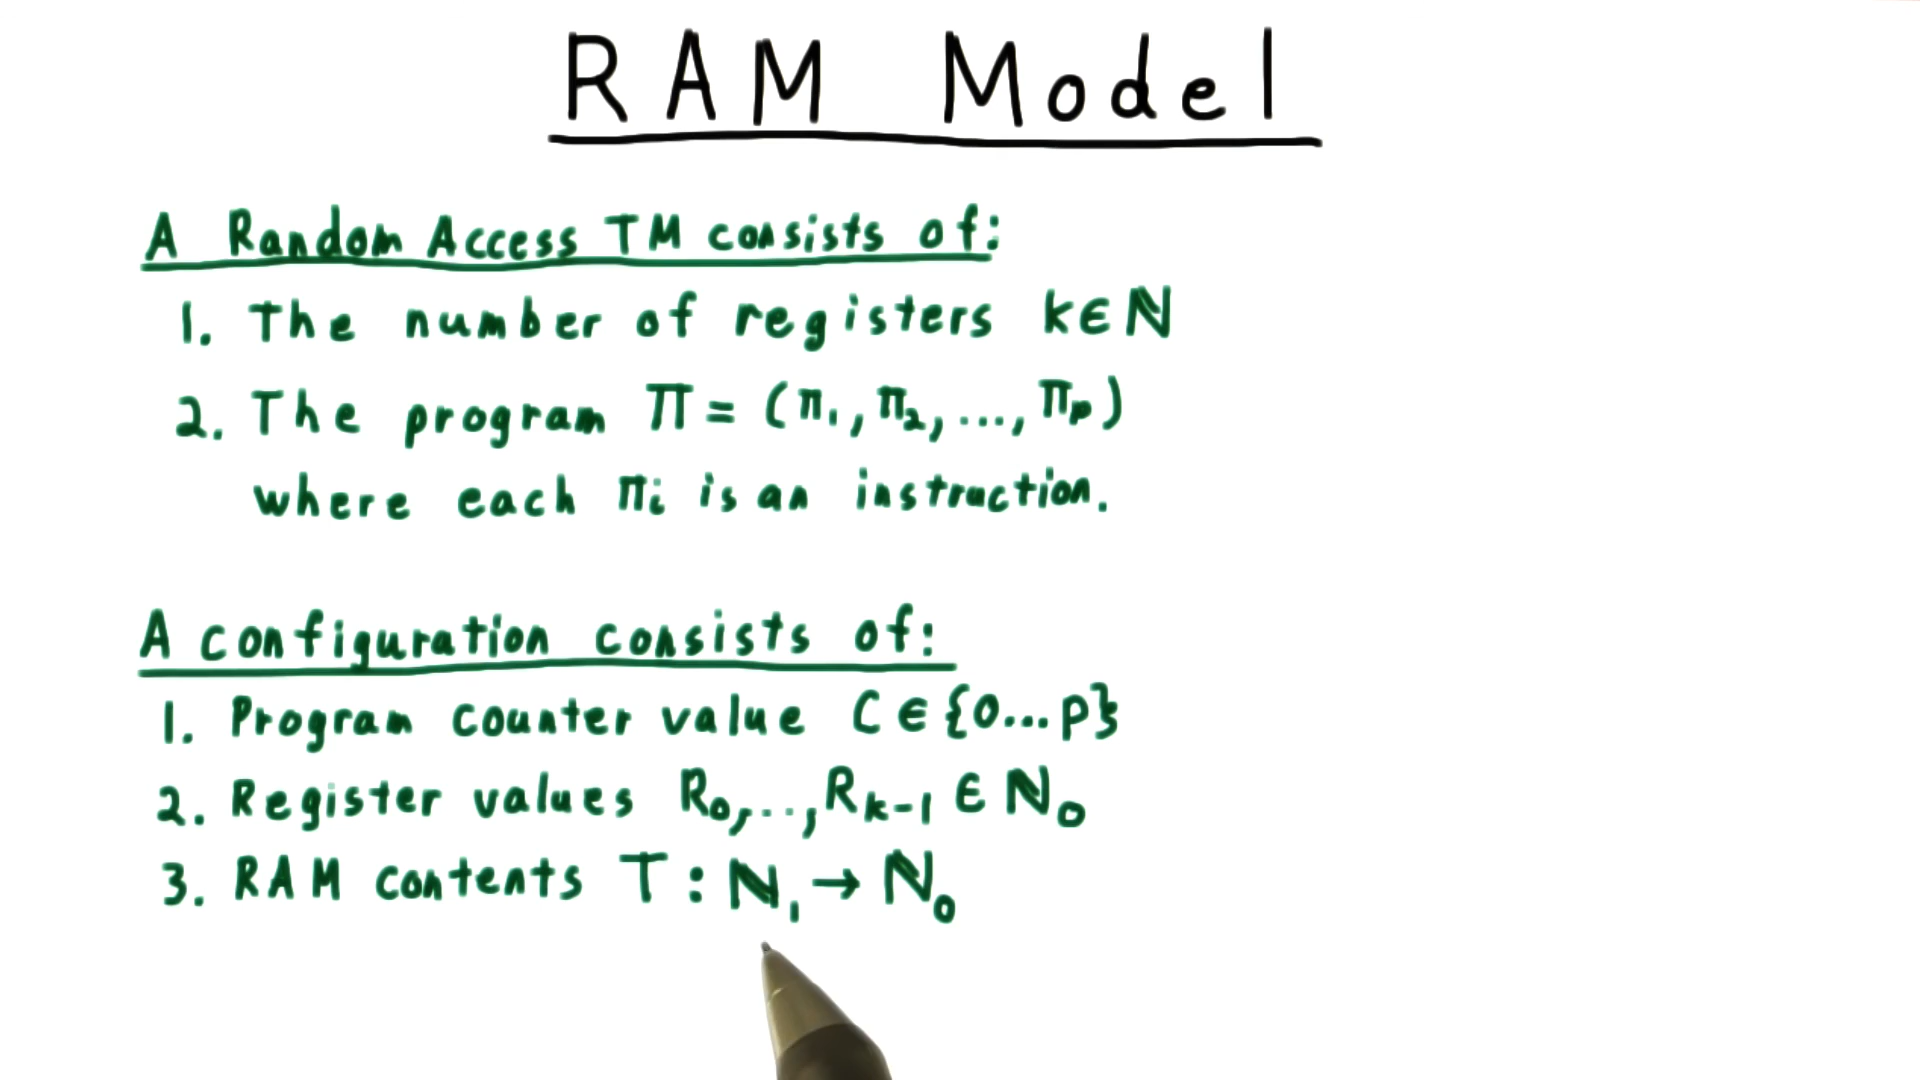 RAM Model
A Random Access TM consists of:
1. The number of registers k∈ℕ
2. The program Π = (π₁, π₂, ..., πₚ)
where each πᵢ is an instruction.
A configuration consists of:
1. Program counter value C ∈ {0...p}
2. Register values R₀,..,Rₖ₋₁ ∈ ℕ₀
3. RAM contents T : ℕ₁ → ℕ₀